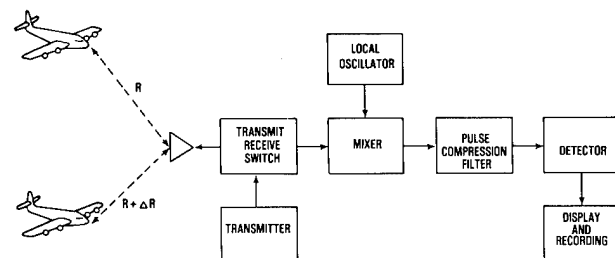 LOCAL
OSCILLATOR
R
TRANSMIT
RECEIVE
SWITCH
MIXER
PULSE
COMPRESSION
FILTER
DETECTOR
R + ΔR
TRANSMITTER
DISPLAY
AND
RECORDING